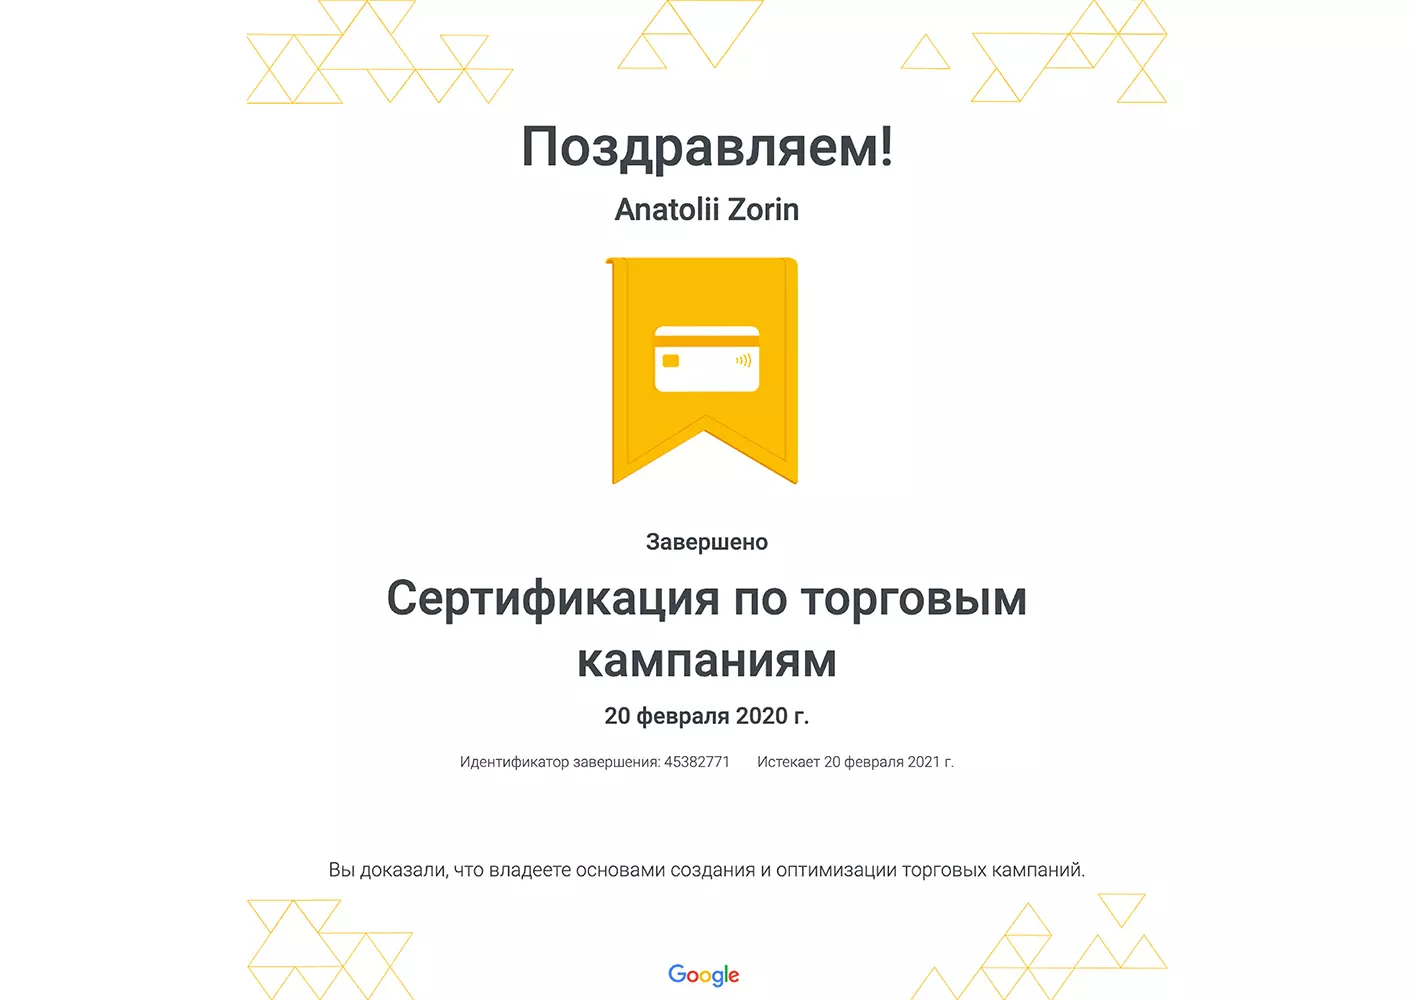 Поздравляем!
Anatolii Zorin
Завершено
Сертификация по торговым
кампаниям
20 февраля 2020 г.
Идентификатор завершения: 45382771 Истекает 20 февраля 2021 г.
Вы доказали, что владеете основами создания и оптимизации торговых кампаний.
Google